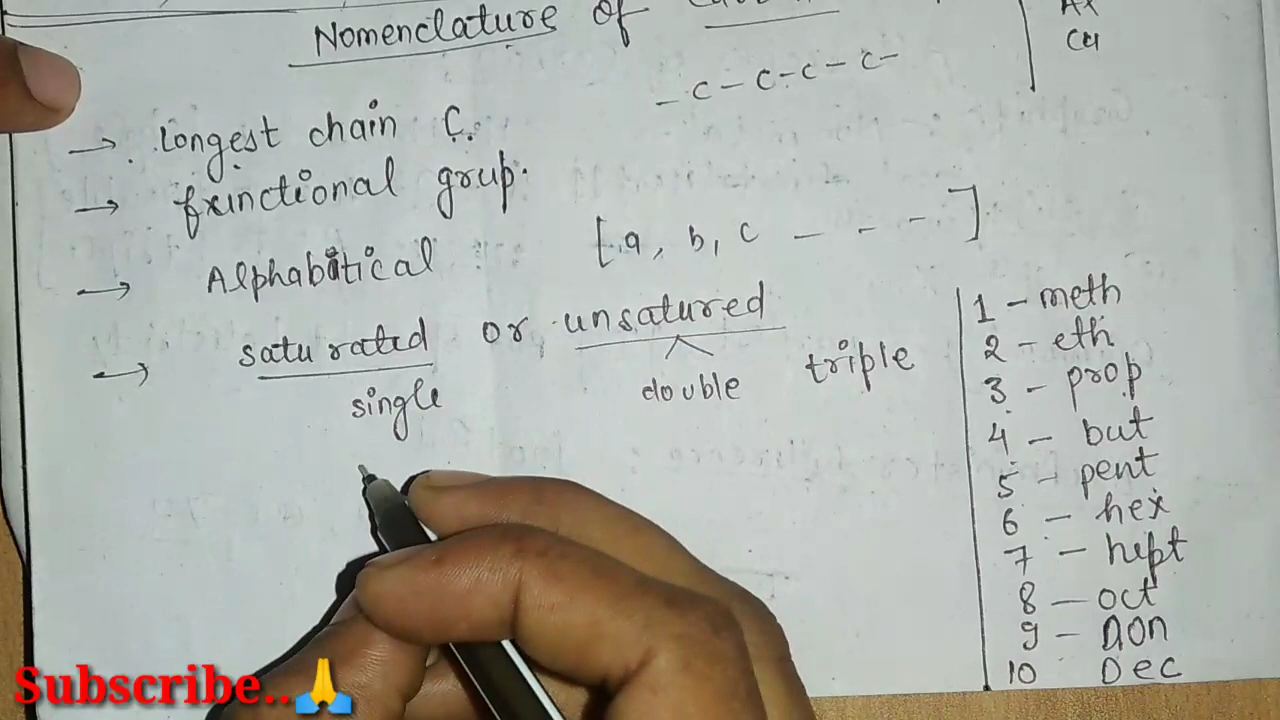 Nomenclature of
- C - C - C - C -
→ Longest chain C.
→ functional grup.
→ Alphabitical [a, b, c - - - ]
→ saturated or unsatured
single double triple
1 - meth
2 - eth
3 - prop
4 - but
5 - pent
6 - hex
7 - hept
8 - oct
9 - non
10 Dec
Subscribe..🙏